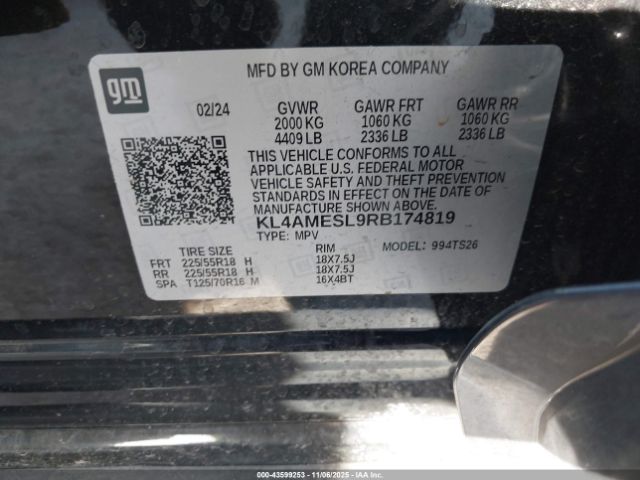 gm
MFD BY GM KOREA COMPANY
02/24 GVWR GAWR FRT GAWR RR
2000 KG 1060 KG 1060 KG
4409 LB 2336 LB 2336 LB
THIS VEHICLE CONFORMS TO ALL
APPLICABLE U.S. FEDERAL MOTOR
VEHICLE SAFETY AND THEFT PREVENTION
STANDARDS IN EFFECT ON THE DATE OF
MANUFACTURE SHOWN ABOVE.
KL4AMESL9RB174819
TYPE: MPV MODEL: 994TS26
TIRE SIZE RIM
FRT 225/55R18 H 18X7.5J
RR 225/55R18 H 18X7.5J
SPA T125/70R16 M 16X4BT
000-43599253 - 11/06/2025 - IAA, Inc.